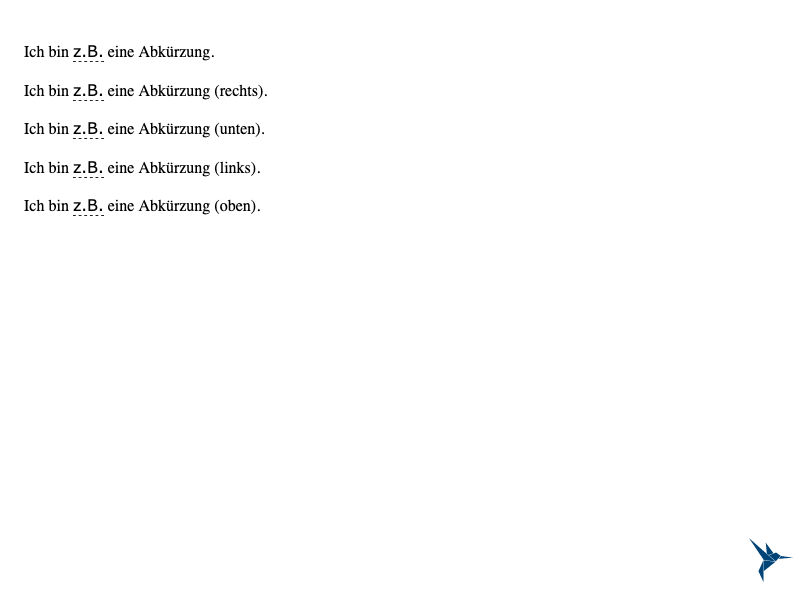 Ich bin z.B. eine Abkürzung.
Ich bin z.B. eine Abkürzung (rechts).
Ich bin z.B. eine Abkürzung (unten).
Ich bin z.B. eine Abkürzung (links).
Ich bin z.B. eine Abkürzung (oben).